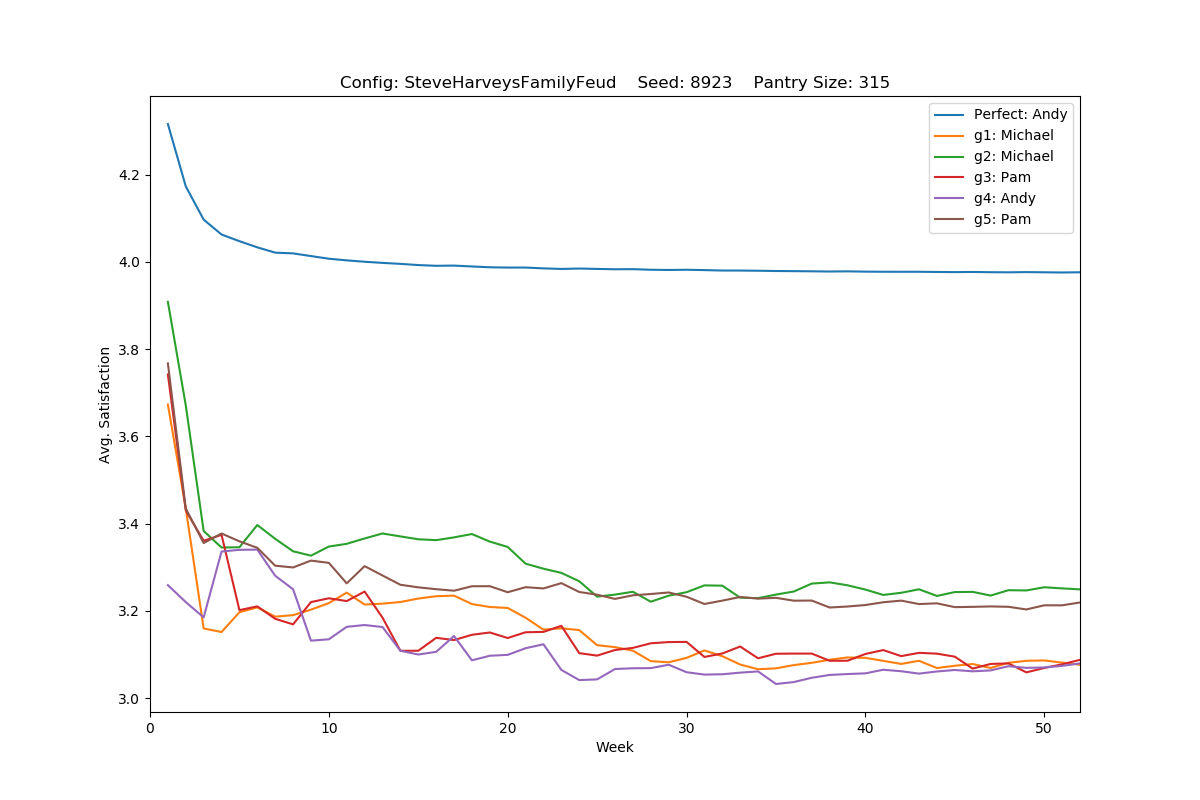 Config: SteveHarveysFamilyFeud    Seed: 8923    Pantry Size: 315
Perfect: Andy
g1: Michael
g2: Michael
g3: Pam
g4: Andy
g5: Pam
Avg. Satisfaction
4.2
4.0
3.8
3.6
3.4
3.2
3.0
0 10 20 30 40 50
Week